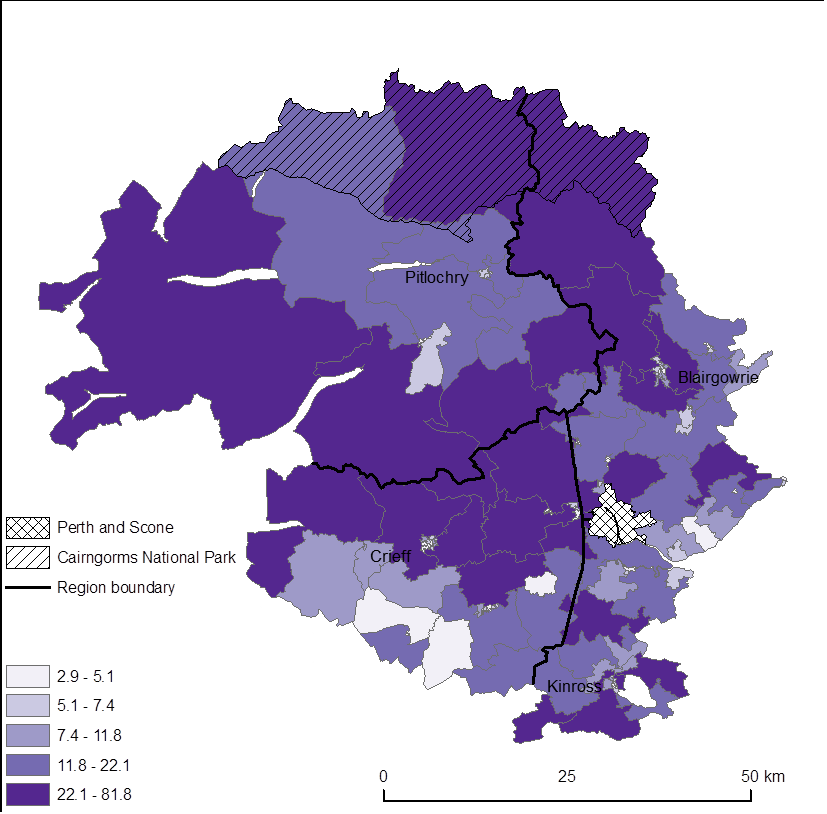 Pitlochry
Blairgowrie
Perth and Scone
Cairngorms National Park
Crieff
Region boundary
2.9 - 5.1
5.1 - 7.4
7.4 - 11.8
11.8 - 22.1
22.1 - 81.8
Kinross
0 25 50 km